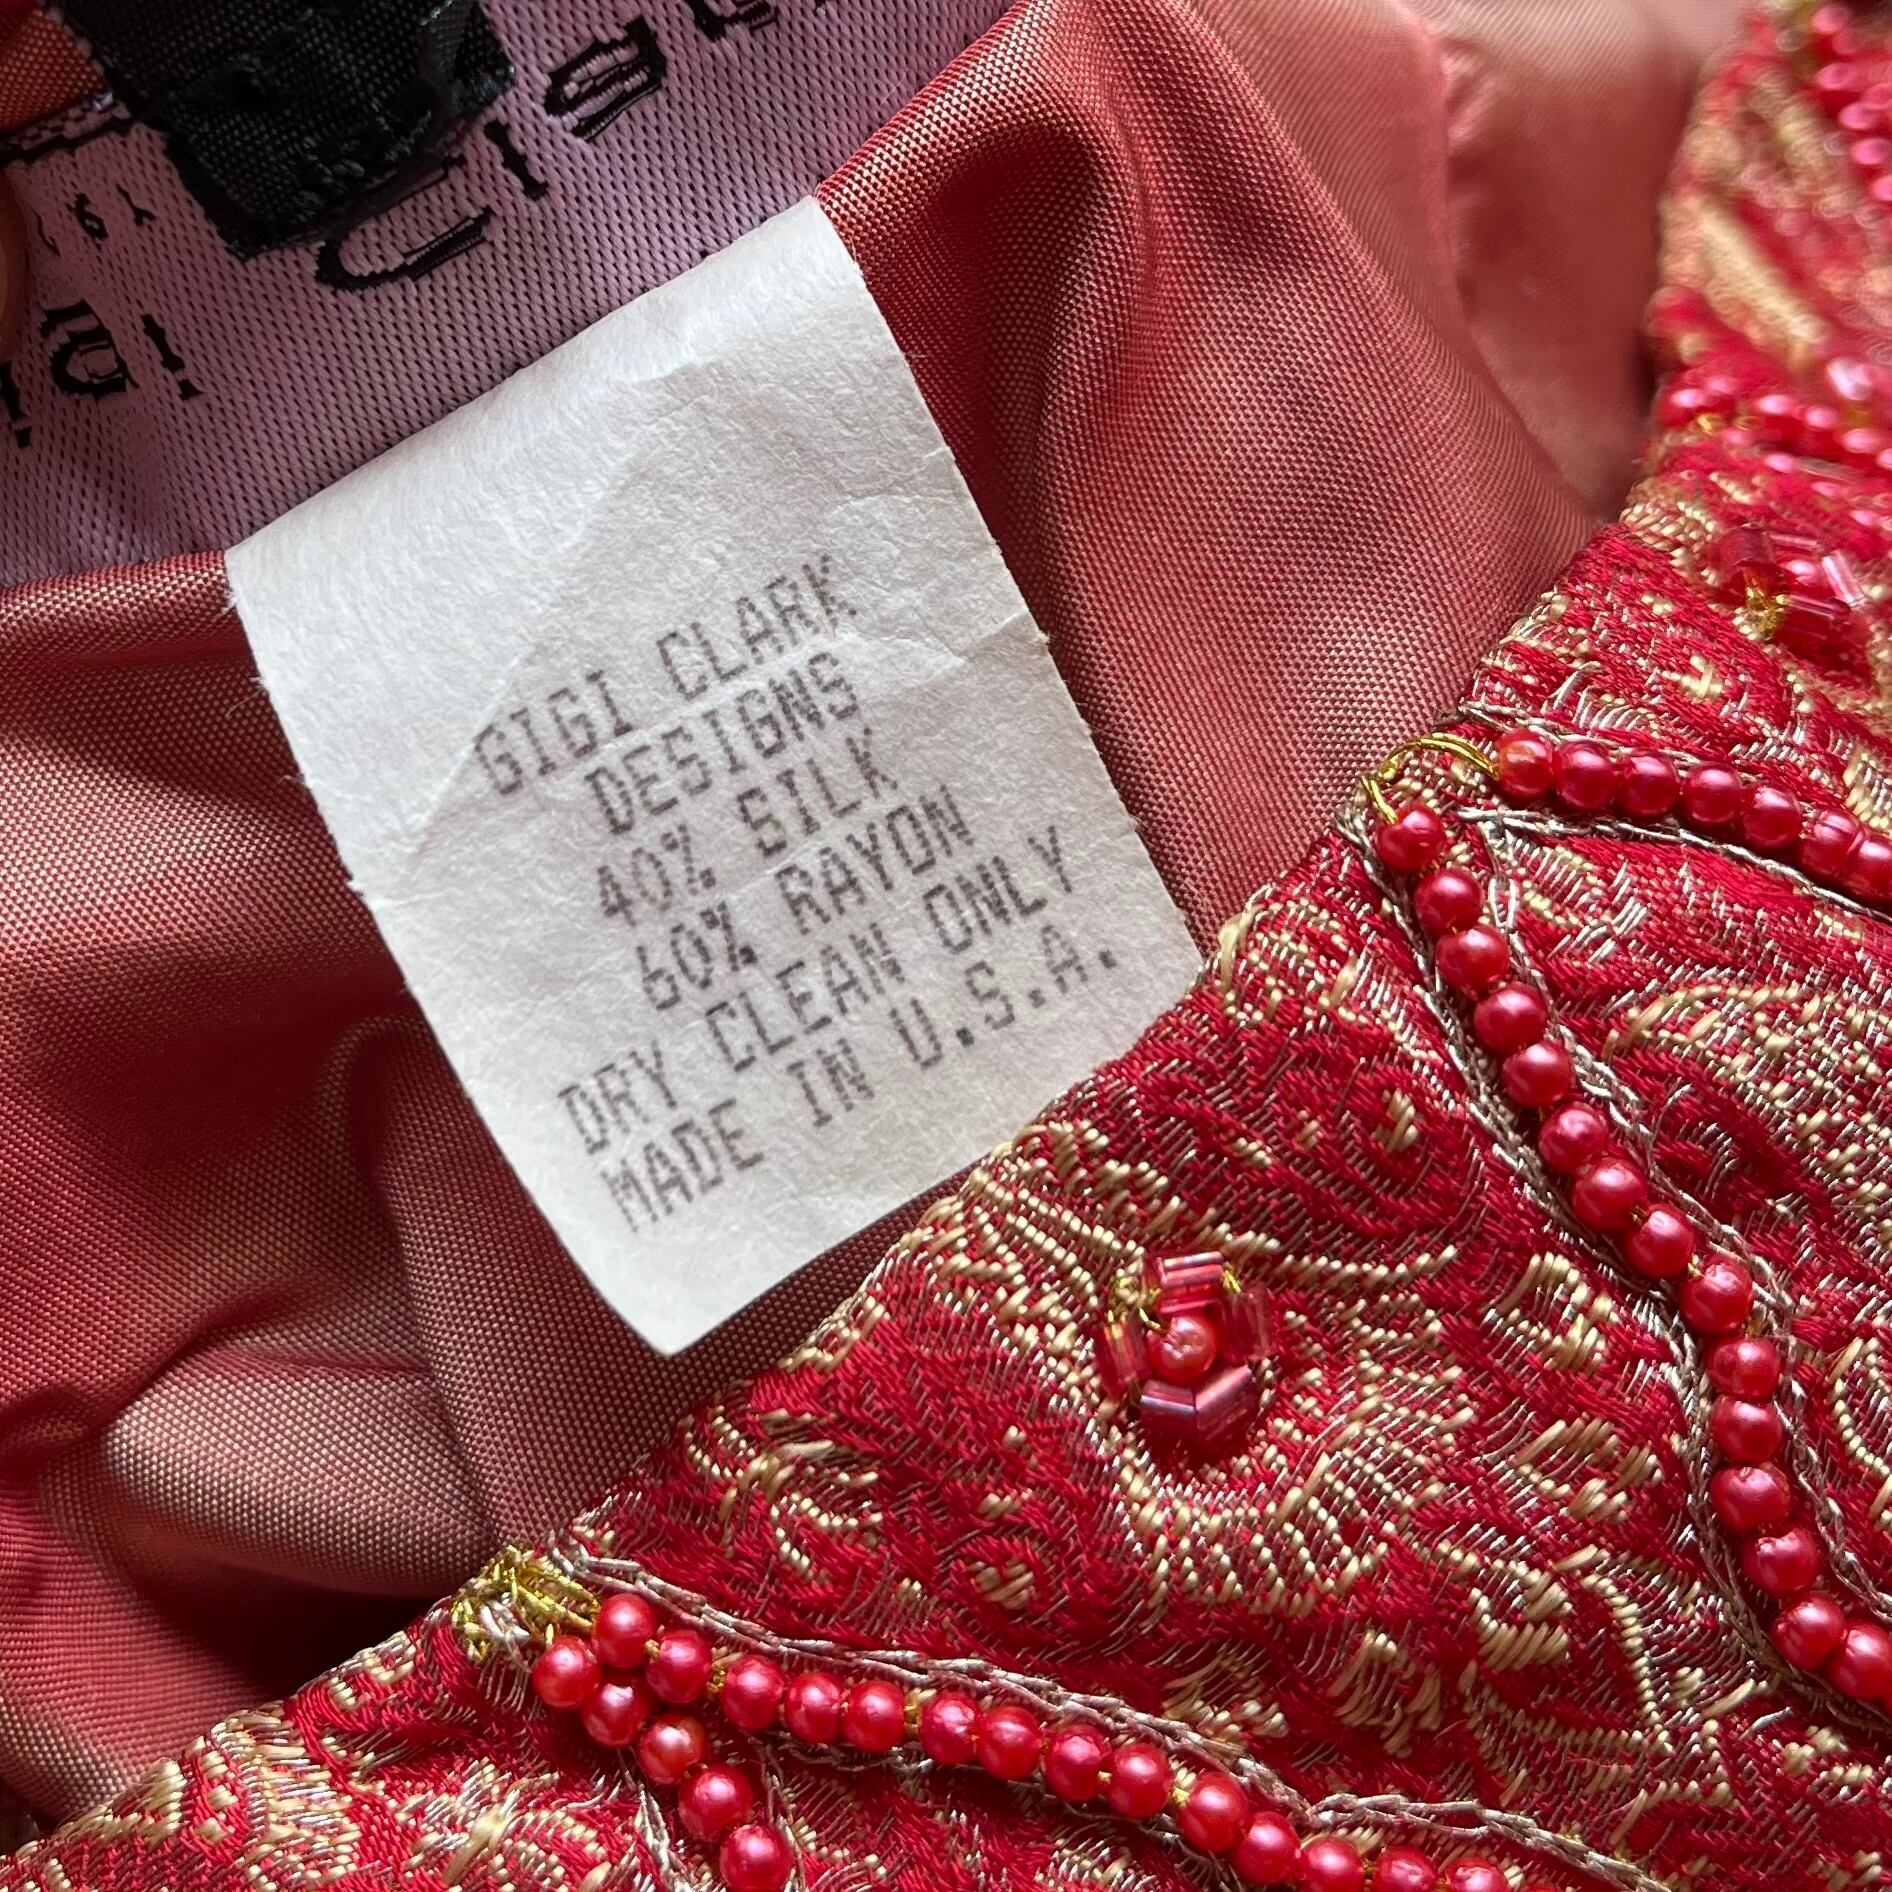 GIGI CLARK
DESIGNS
40% SILK
60% RAYON
DRY CLEAN ONLY
MADE IN U.S.A.